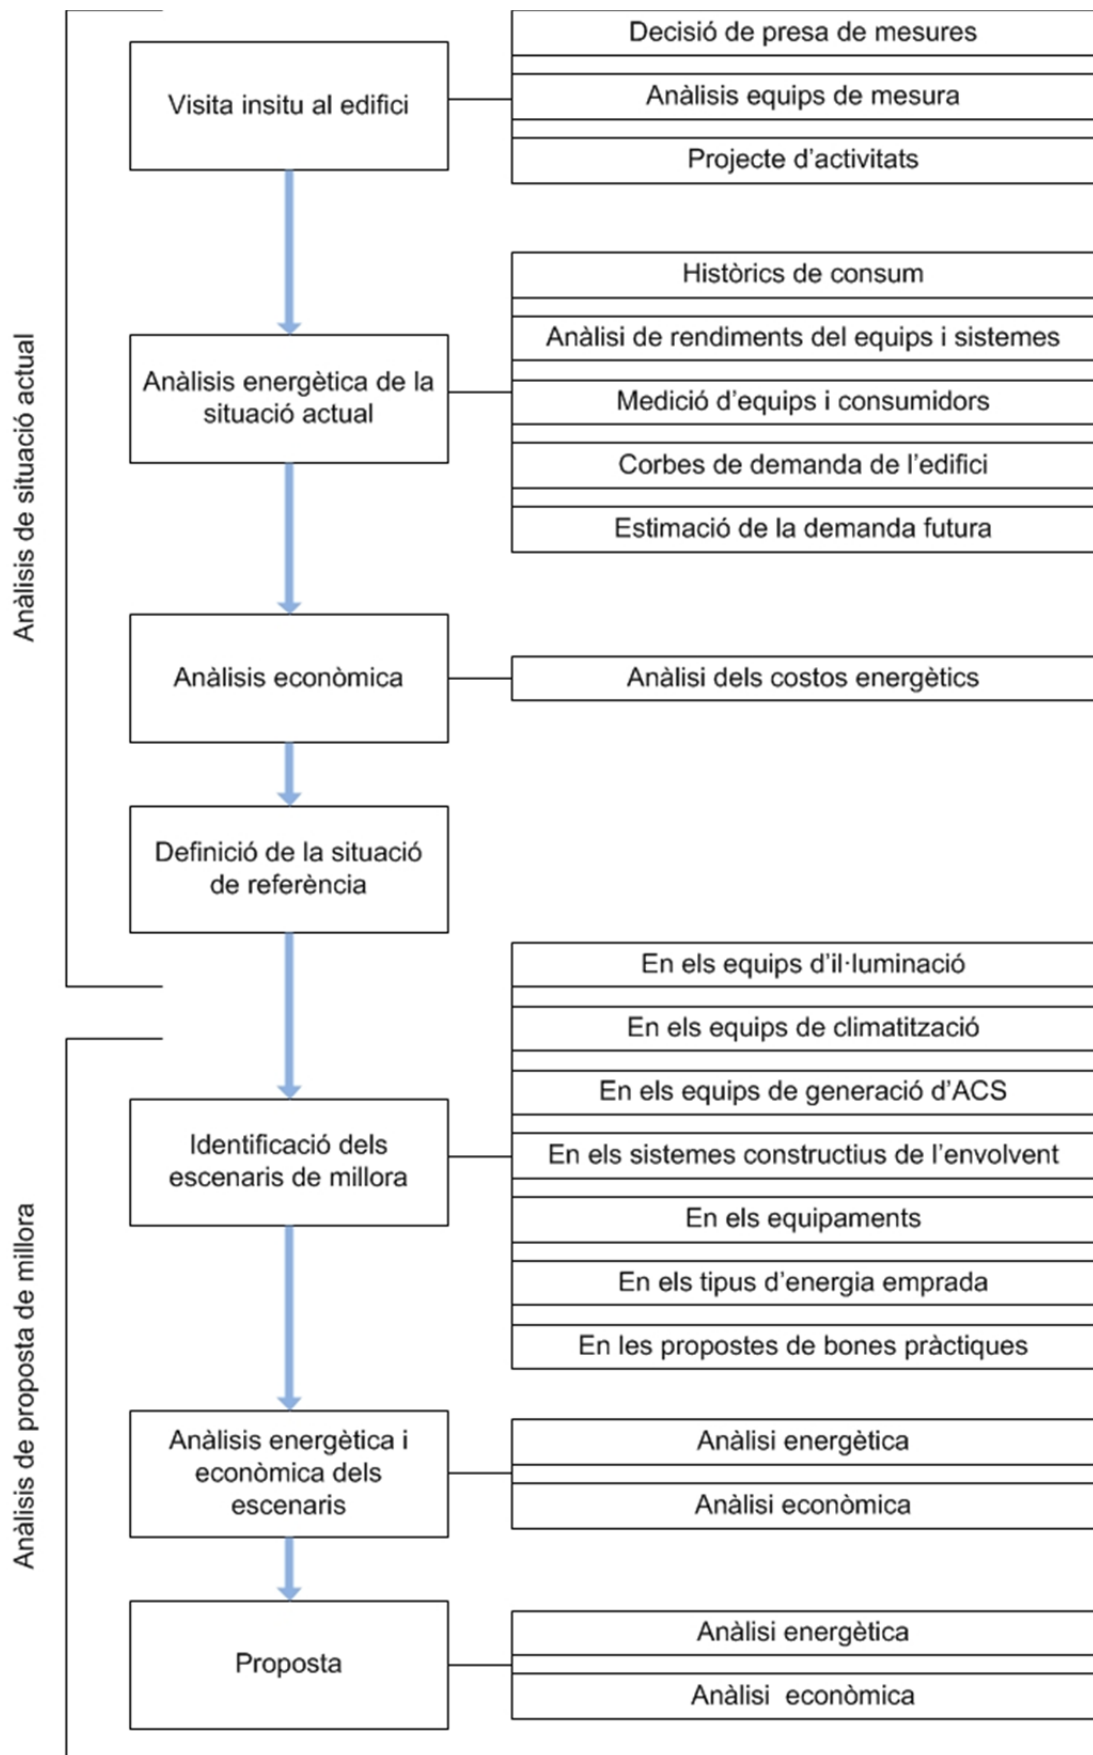 Anàlisis de situació actual
Visita insitu al edifici
Decisió de presa de mesures
Anàlisis equips de mesura
Projecte d'activitats
Anàlisis energètica de la
situació actual
Històrics de consum
Anàlisi de rendiments del equips i sistemes
Medició d'equips i consumidors
Corbes de demanda de l'edifici
Estimació de la demanda futura
Anàlisis econòmica
Anàlisi dels costos energètics
Definició de la situació
de referència
Anàlisis de proposta de millora
Identificació dels
escenaris de millora
En els equips d'il·luminació
En els equips de climatització
En els equips de generació d'ACS
En els sistemes constructius de l'envolvent
En els equipaments
En els tipus d'energia emprada
En les propostes de bones pràctiques
Anàlisis energètica i
econòmica dels
escenaris
Anàlisi energètica
Anàlisi econòmica
Proposta
Anàlisi energètica
Anàlisi econòmica